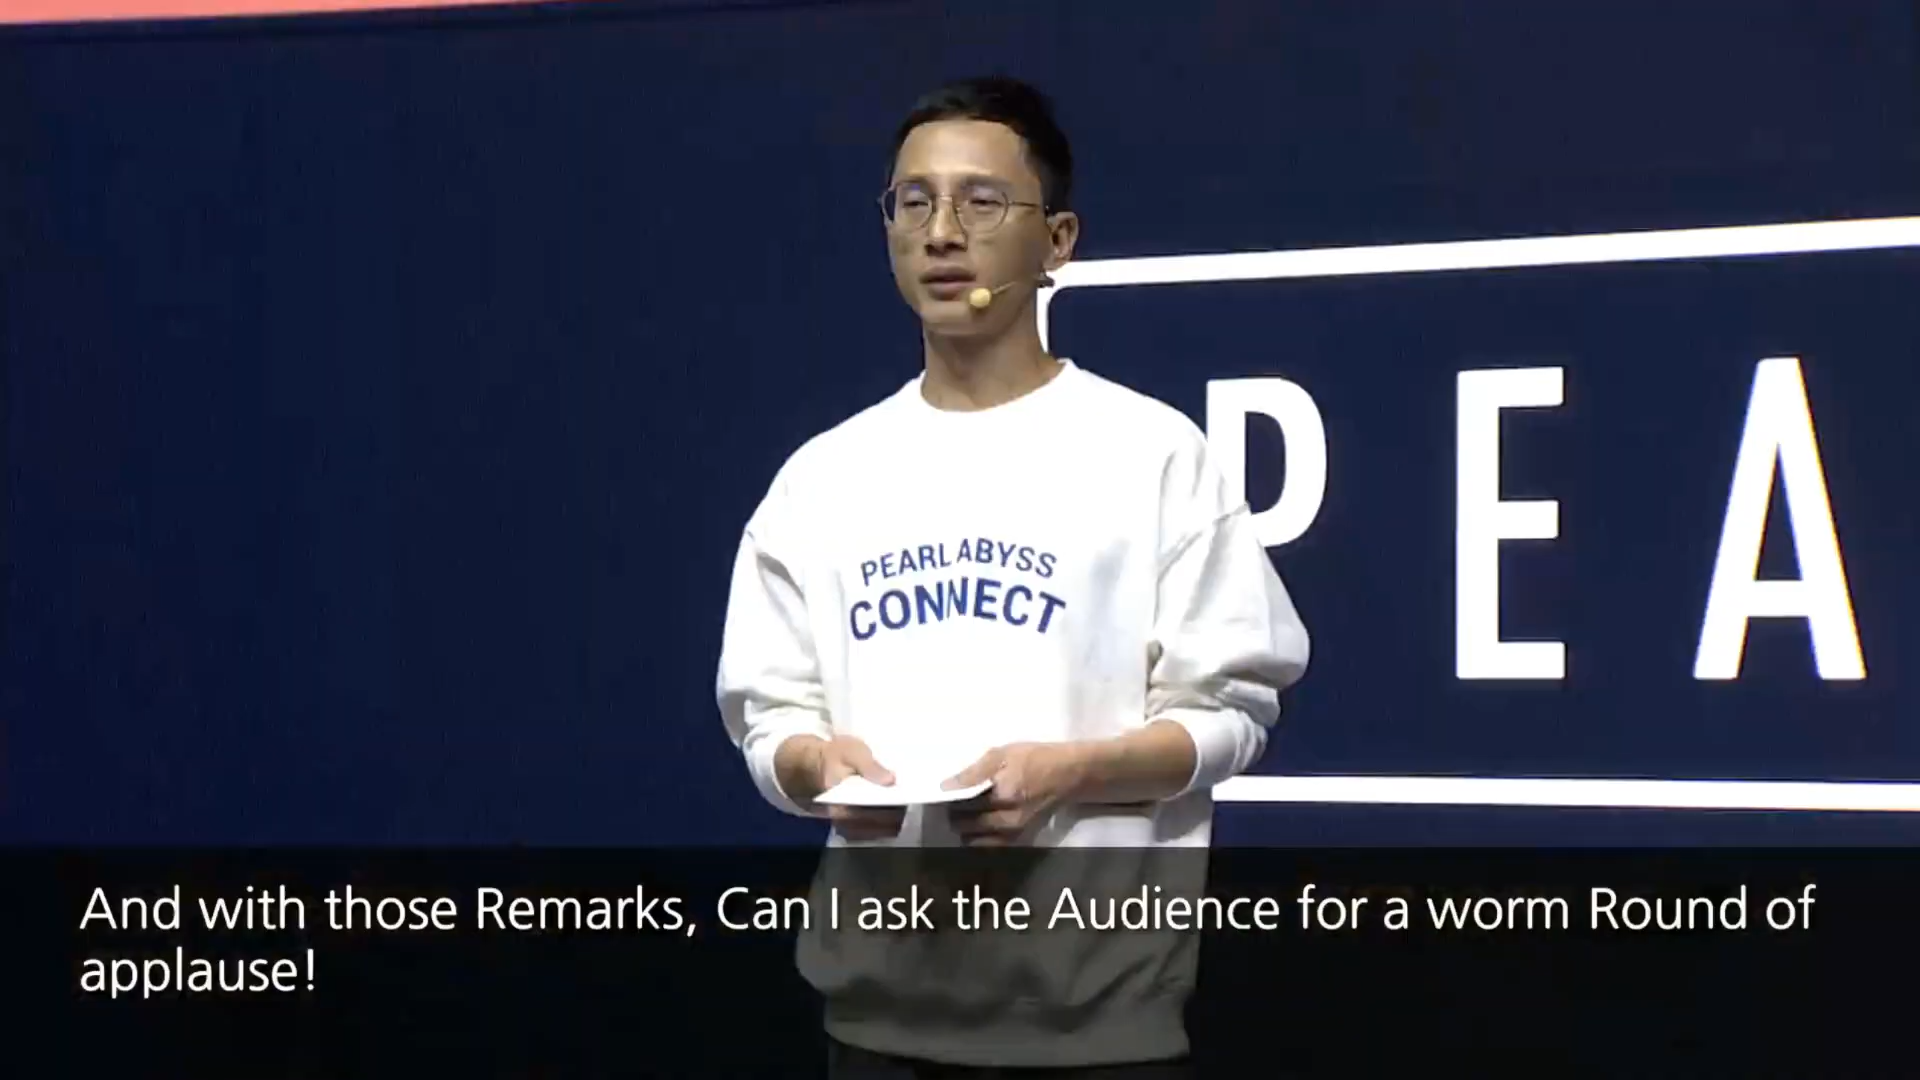 PEA
PEARL ABYSS
CONNECT
And with those Remarks, Can I ask the Audience for a worm Round of
applause!